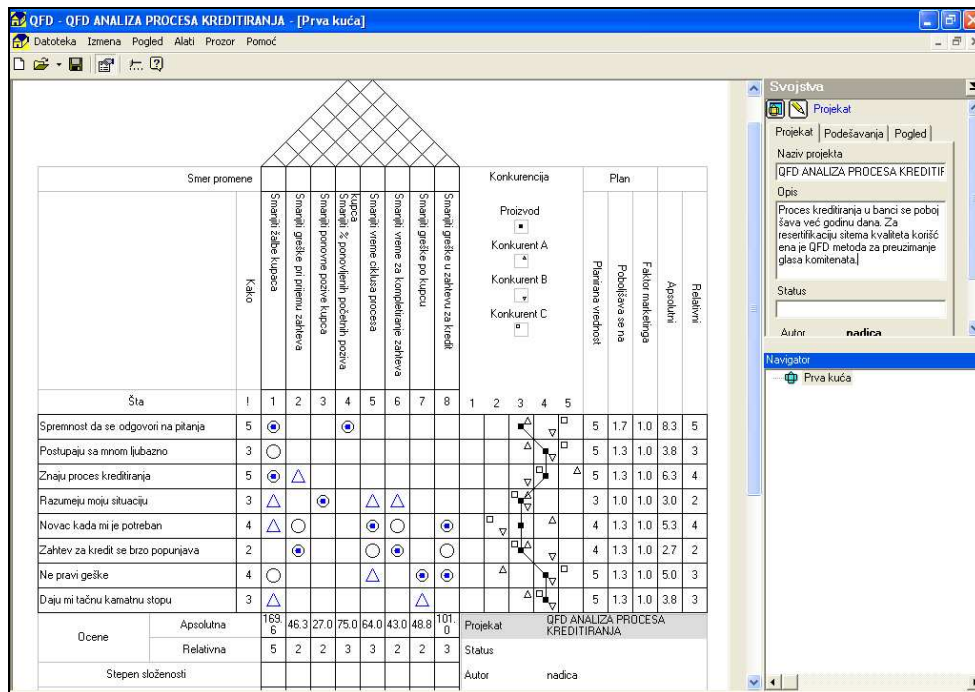 QFD - QFD ANALIZA PROCESA KREDITIRANJA - [Prva kuća]
Datoteka Izmena Pogled Alati Prozor Pomoć
Svojstva
Projekat
Projekat Podešavanja Pogled
Naziv projekta
QFD ANALIZA PROCESA KREDITIF
Opis
Proces kreditiranja u banci se poboj
šava već godinu dana. Za
resertifikaciju sitema kvaliteta korišć
ena je QFD metoda za preuzimanje
glasa komitenata.
Status
Autor nadica
Navigator
Prva kuća
Smer promene
Kako
Smanjiti žalbe kupaca
Smanjiti greške pri prijemu zahteva
Smanjiti ponovne pozive kupca
Smanjiti % ponovljenih početnih poziva
kupca
Smanjiti vreme ciklusa procesa
Smanjiti vreme za kompletiranje zahteva
Smanjiti greške po kupcu
Smanjiti greške u zahtevu za kredit
Konkurencija
Proizvod
Konkurent A
Konkurent B
Konkurent C
Plan
Planirana vrednost
Poboljšava se na
Faktor marketinga
Apsolutni
Relativni
Šta ! 1 2 3 4 5 6 7 8 1 2 3 4 5
Spremnost da se odgovori na pitanja 5 5 1.7 1.0 8.3 5
Postupaju sa mnom ljubazno 3 5 1.3 1.0 3.8 3
Znaju proces kreditiranja 5 5 1.3 1.0 6.3 4
Razumeju moju situaciju 3 3 1.0 1.0 3.0 2
Novac kada mi je potreban 4 4 1.3 1.0 5.3 4
Zahtev za kredit se brzo popunjava 2 4 1.3 1.0 2.7 2
Ne pravi geške 4 5 1.3 1.0 5.0 3
Daju mi tačnu kamatnu stopu 3 5 1.3 1.0 3.8 3
Ocene
Apsolutna 169.6 46.3 27.0 75.0 64.0 43.0 48.8 101.0
Relativna 5 2 2 3 3 2 2 3
Stepen složenosti
Projekat QFD ANALIZA PROCESA
KREDITIRANJA
Status
Autor nadica